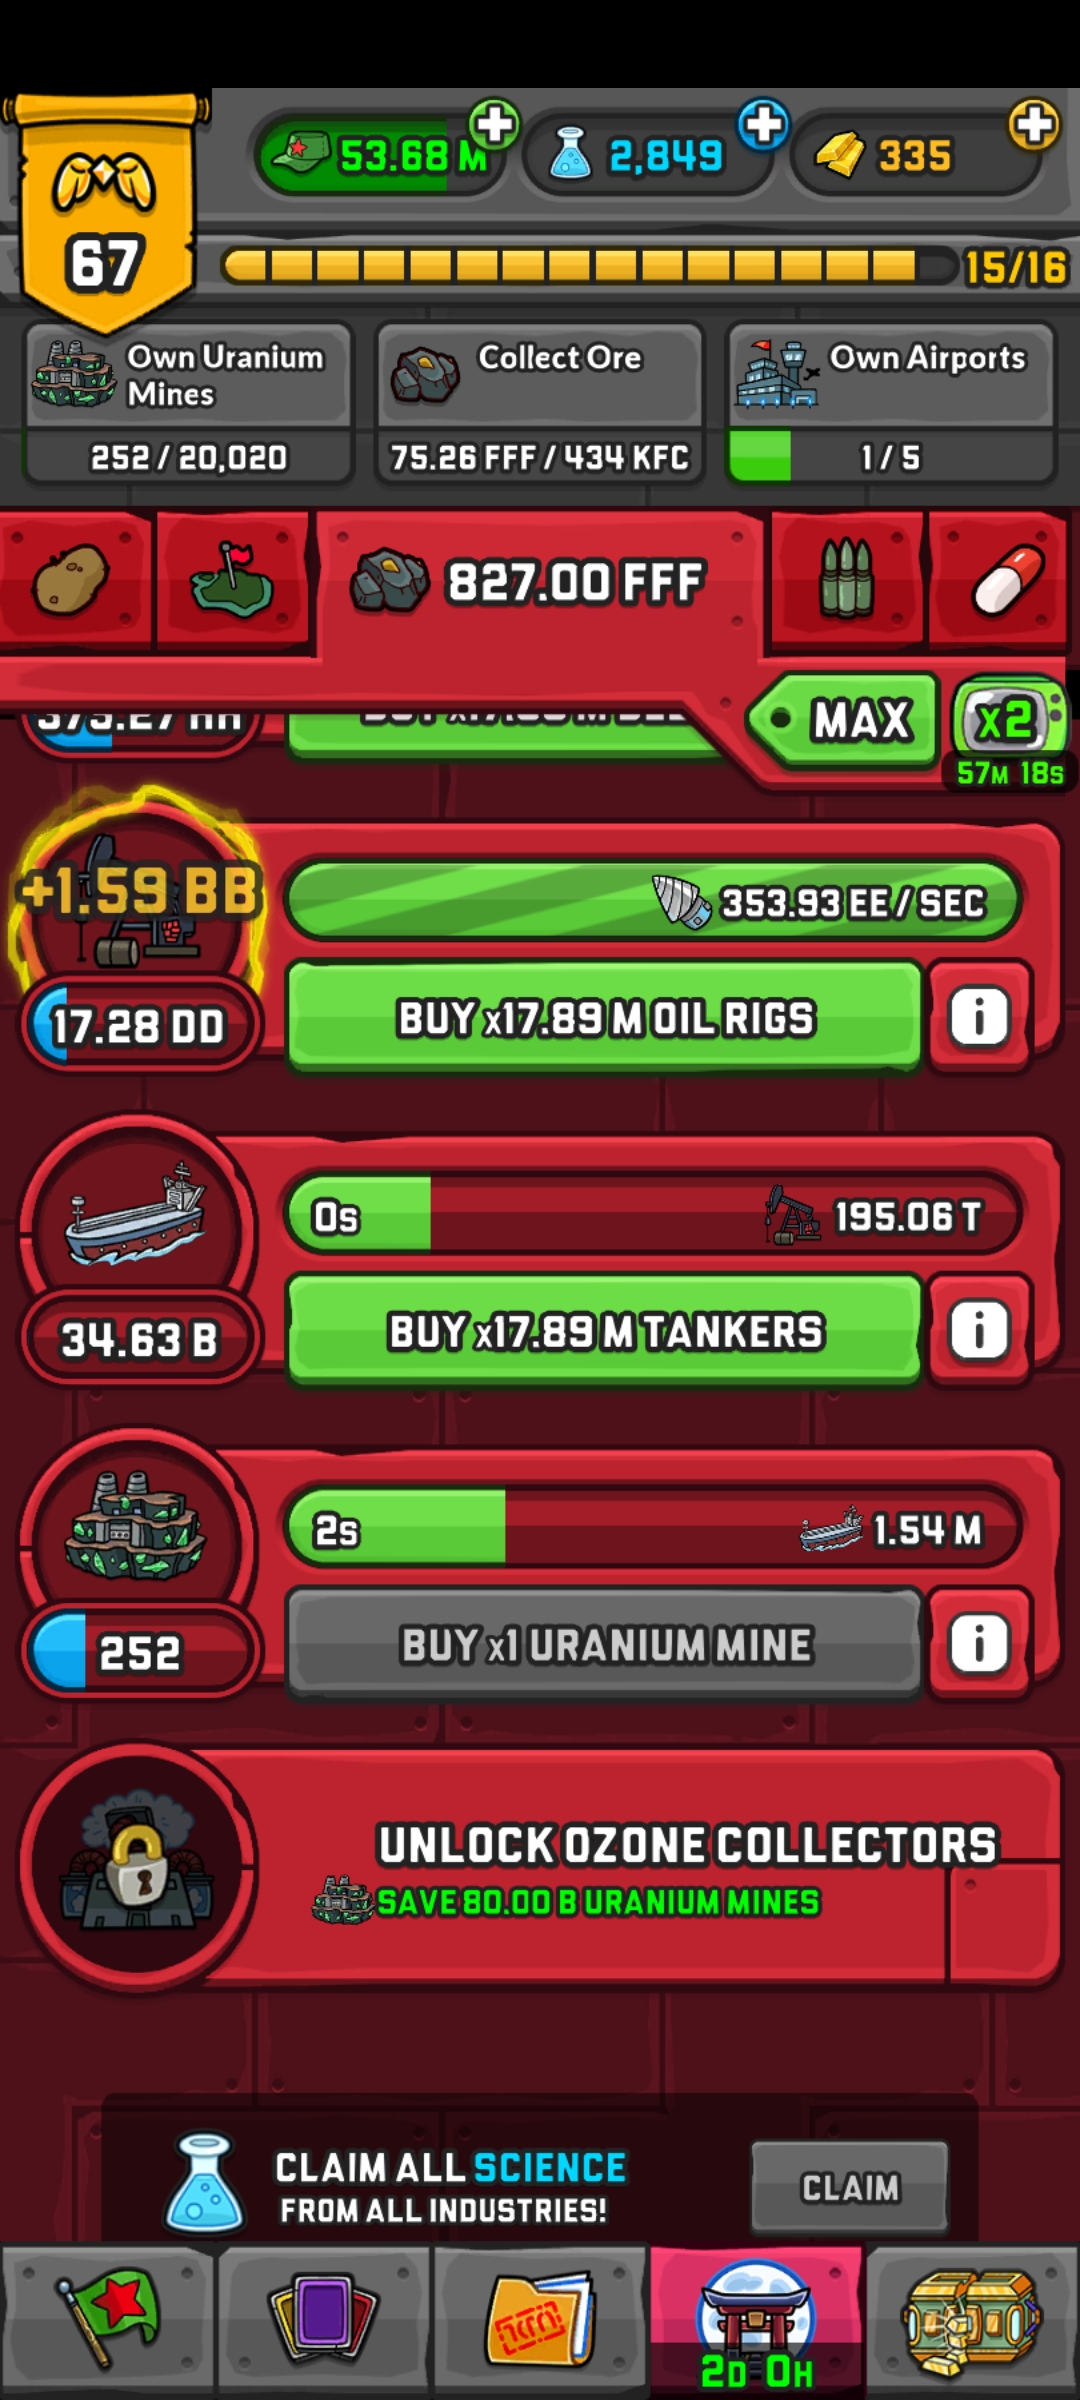 53.68 M
2,849
335
67
15/16
Own Uranium
Mines
252 / 20,020
Collect Ore
75.26 FFF / 434 KFC
Own Airports
1 / 5
827.00 FFF
MAX
x2
57M 18S
+1.59 BB
353.93 EE / SEC
17.28 DD
BUY x17.89 M OIL RIGS
i
0s
195.06 T
34.63 B
BUY x17.89 M TANKERS
i
2s
1.54 M
252
BUY x1 URANIUM MINE
i
UNLOCK OZONE COLLECTORS
SAVE 80.00 B URANIUM MINES
CLAIM ALL SCIENCE
FROM ALL INDUSTRIES!
CLAIM
2D 0H